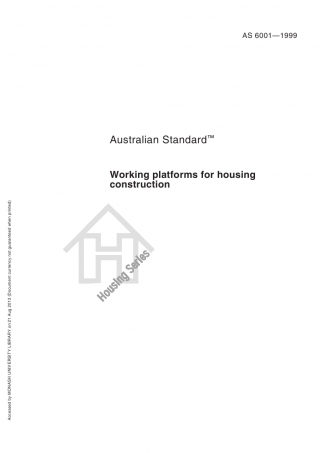 AS 6001—1999
Australian Standard™
Working platforms for housing
construction
H
Housing Series
Accessed by MONASH UNIVERSITY LIBRARY on 21 Aug 2013 (Document currency not guaranteed when printed)